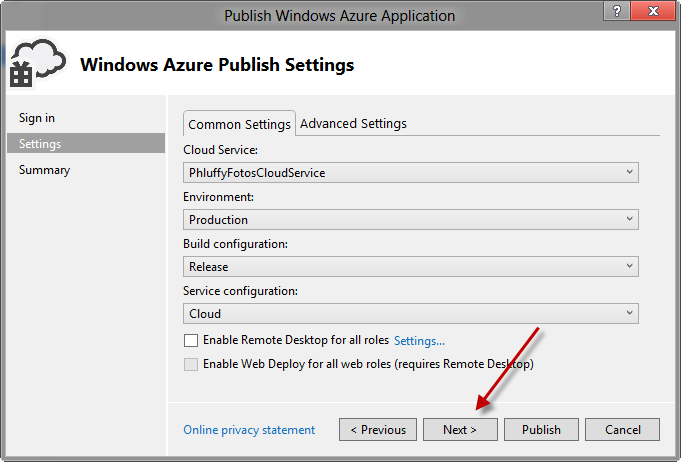 Publish Windows Azure Application
?
Windows Azure Publish Settings
Sign in
Settings
Summary
Common Settings Advanced Settings
Cloud Service:
PhluffyFotosCloudService
Environment:
Production
Build configuration:
Release
Service configuration:
Cloud
Enable Remote Desktop for all roles Settings...
Enable Web Deploy for all web roles (requires Remote Desktop)
Online privacy statement < Previous Next > Publish Cancel